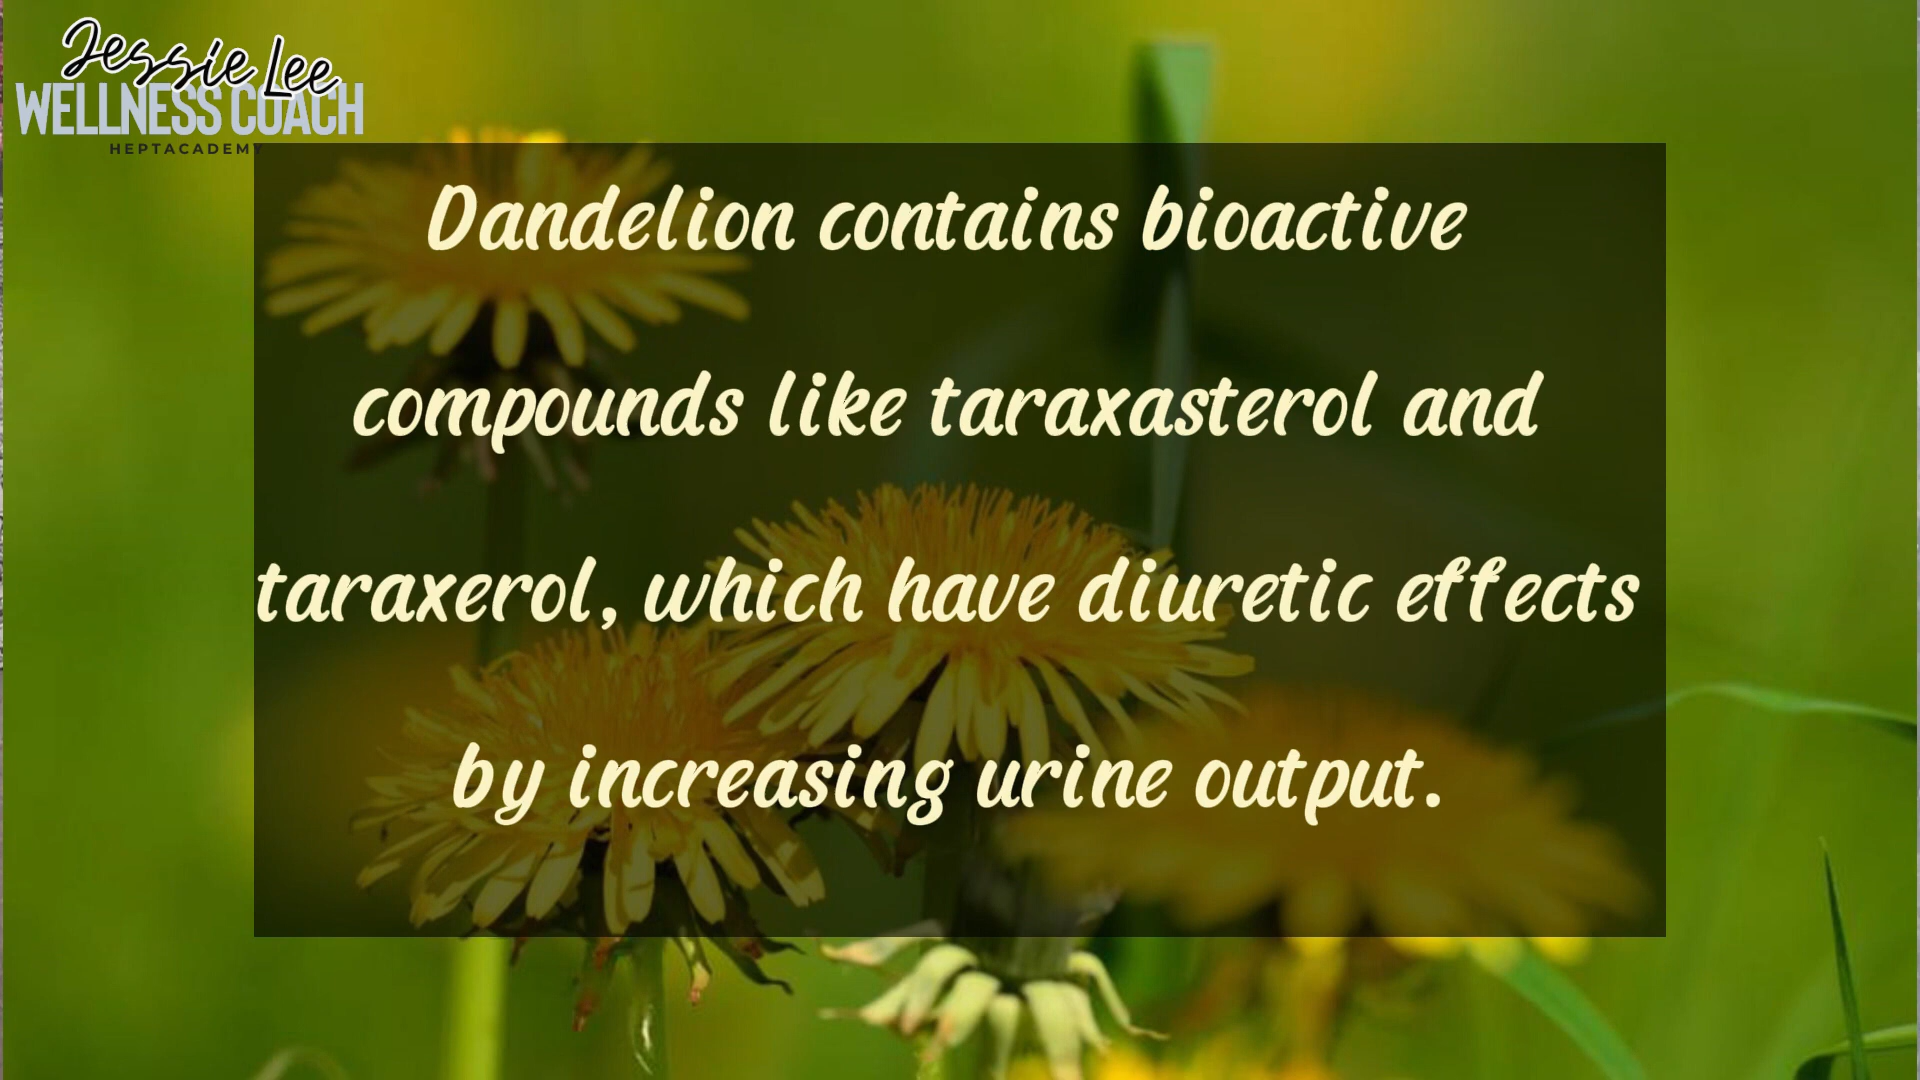 Jessie Lee
WELLNESS COACH
HEPTACADEMY
Dandelion contains bioactive
compounds like taraxasterol and
taraxerol, which have diuretic effects
by increasing urine output.